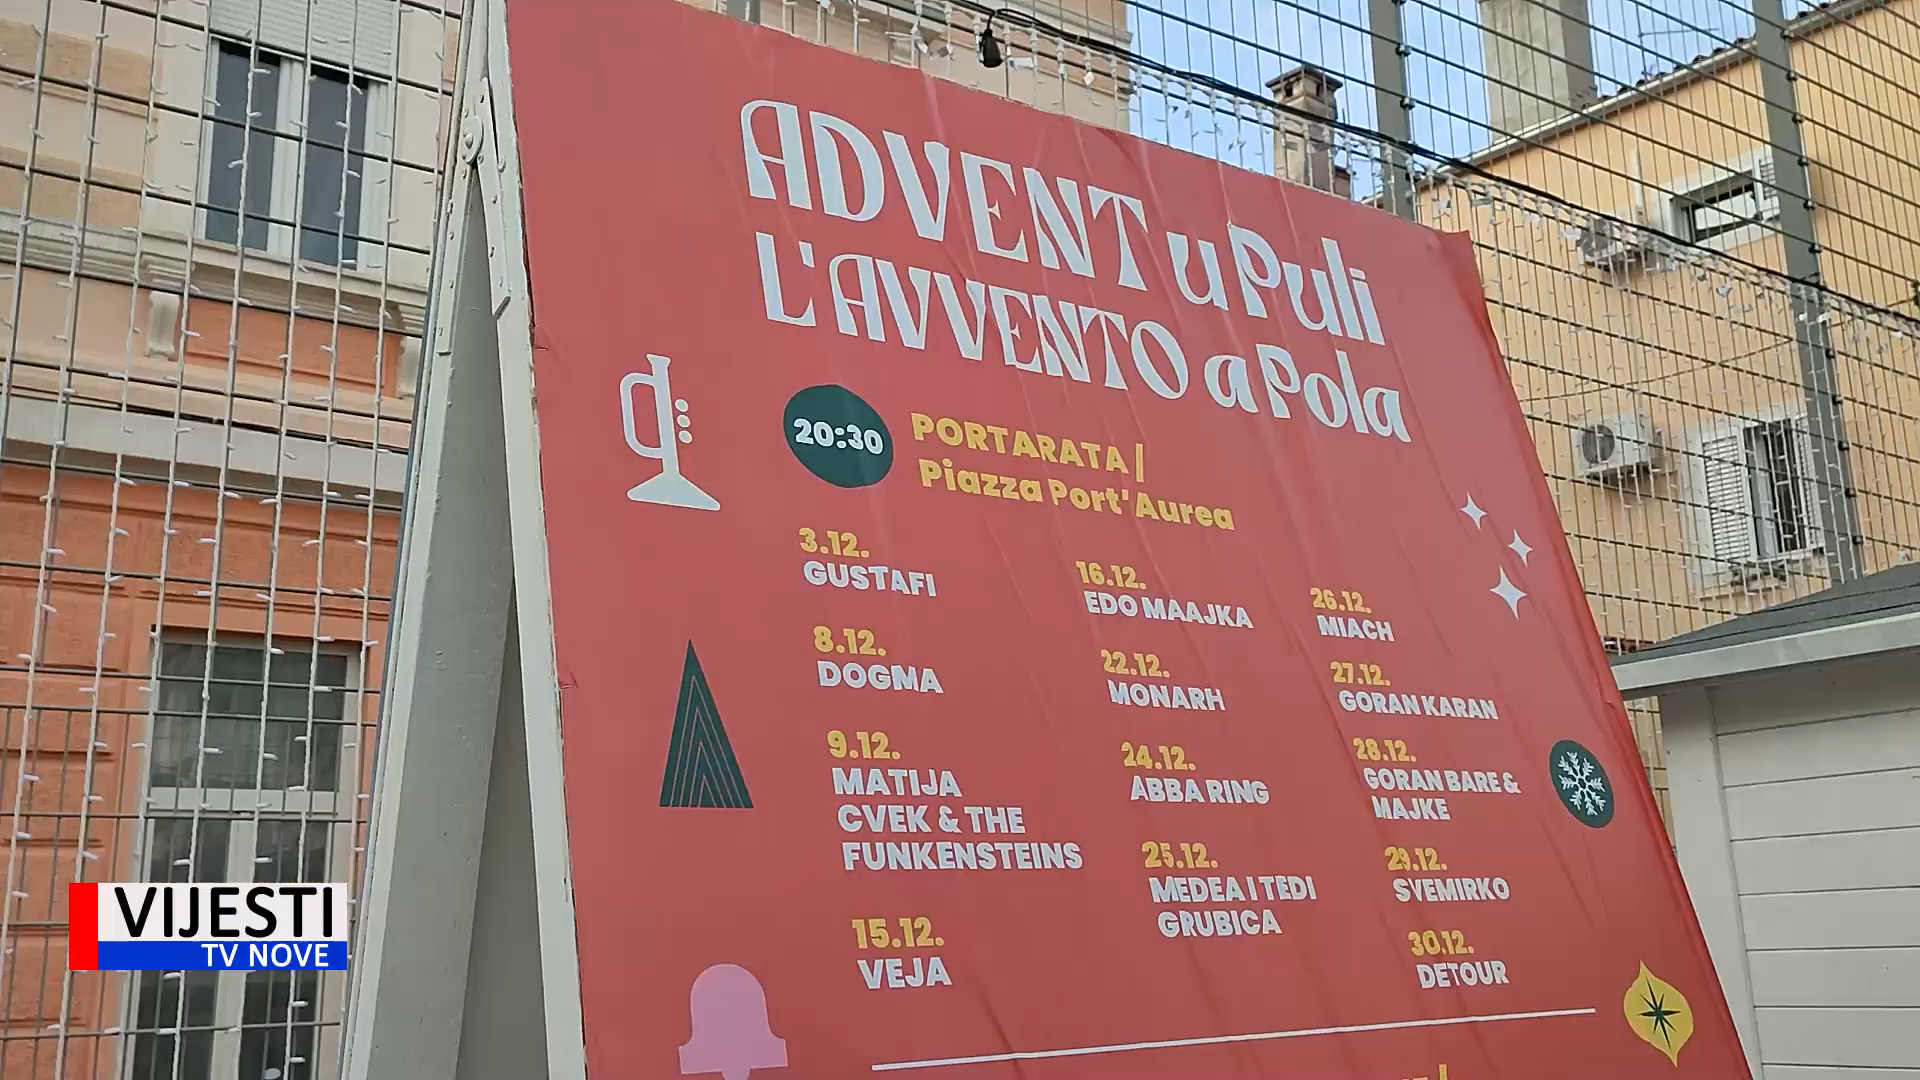 ADVENT u Puli
L'AVVENTO a Pola
20:30
PORTARATA /
Piazza Port'Aurea
3.12.
GUSTAFI
8.12.
DOGMA
9.12.
MATIJA
CVEK & THE
FUNKENSTEINS
15.12.
VEJA
16.12.
EDO MAAJKA
22.12.
MONARH
24.12.
ABBA RING
25.12.
MEDEA I TEDI
GRUBICA
26.12.
MIACH
27.12.
GORAN KARAN
28.12.
GORAN BARE &
MAJKE
29.12.
SVEMIRKO
30.12.
DETOUR
VIJESTI
TV NOVE